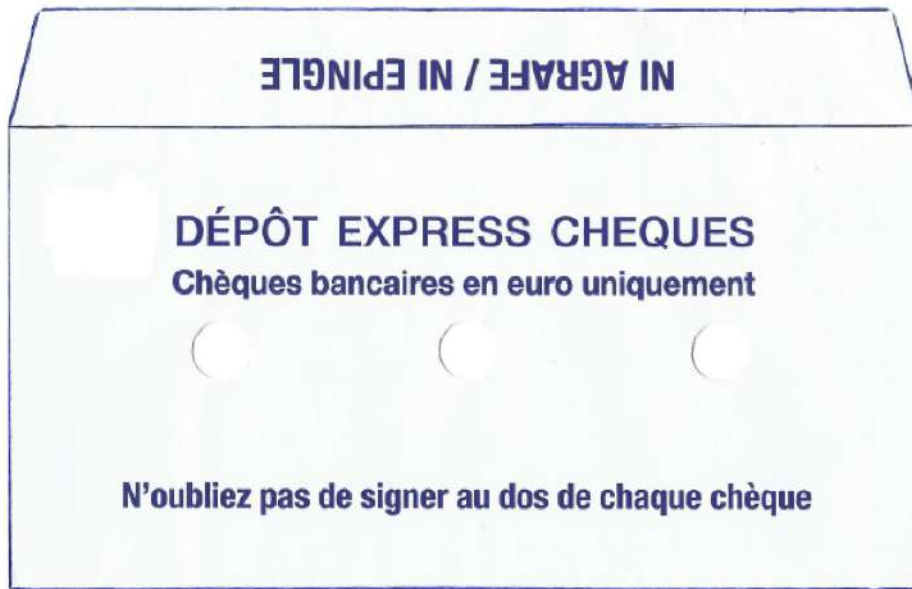 NI AGRAFE / NI EPINGLE
DÉPÔT EXPRESS CHEQUES
Chèques bancaires en euro uniquement
N'oubliez pas de signer au dos de chaque chèque